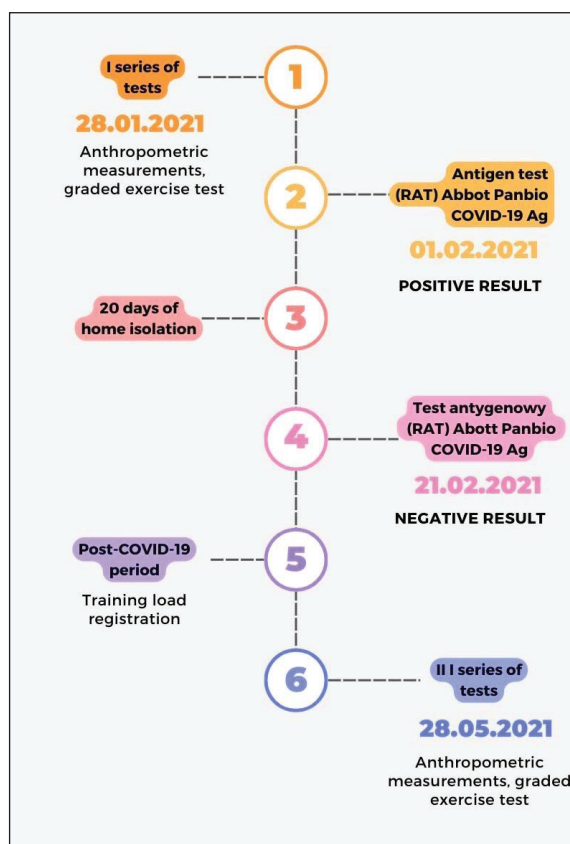 1
I series of
tests
28.01.2021
Anthropometric
measurements,
graded exercise test
2
Antigen test
(RAT) Abbot Panbio
COVID-19 Ag
01.02.2021
POSITIVE RESULT
3
20 days of
home isolation
4
Test antygenowy
(RAT) Abott Panbio
COVID-19 Ag
21.02.2021
NEGATIVE RESULT
5
Post-COVID-19
period
Training load
registration
6
II I series of
tests
28.05.2021
Anthropometric
measurements, graded
exercise test